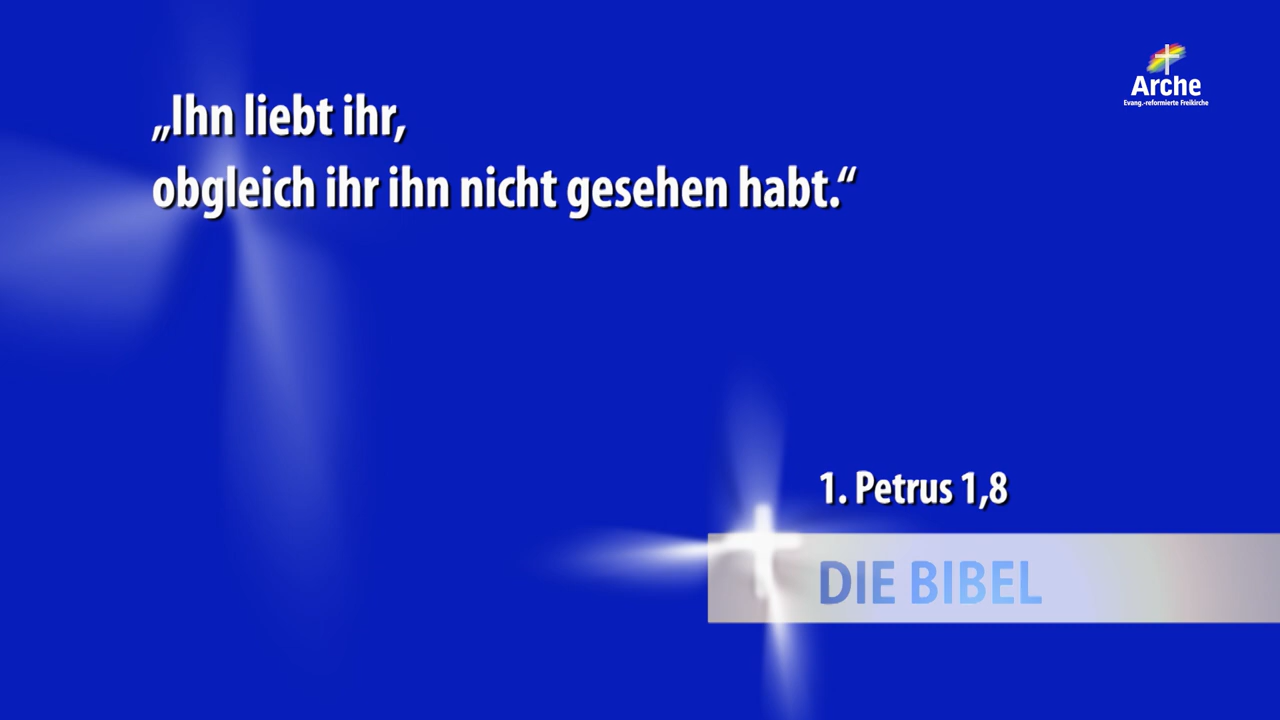 Arche
Evang.-reformierte Freikirche
„Ihn liebt ihr,
obgleich ihr ihn nicht gesehen habt.“
1. Petrus 1,8
DIE BIBEL